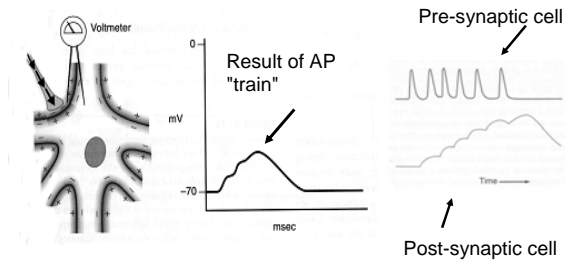 Voltmeter
0
Result of AP
"train"
mV
–70
msec
Pre-synaptic cell
Time
Post-synaptic cell